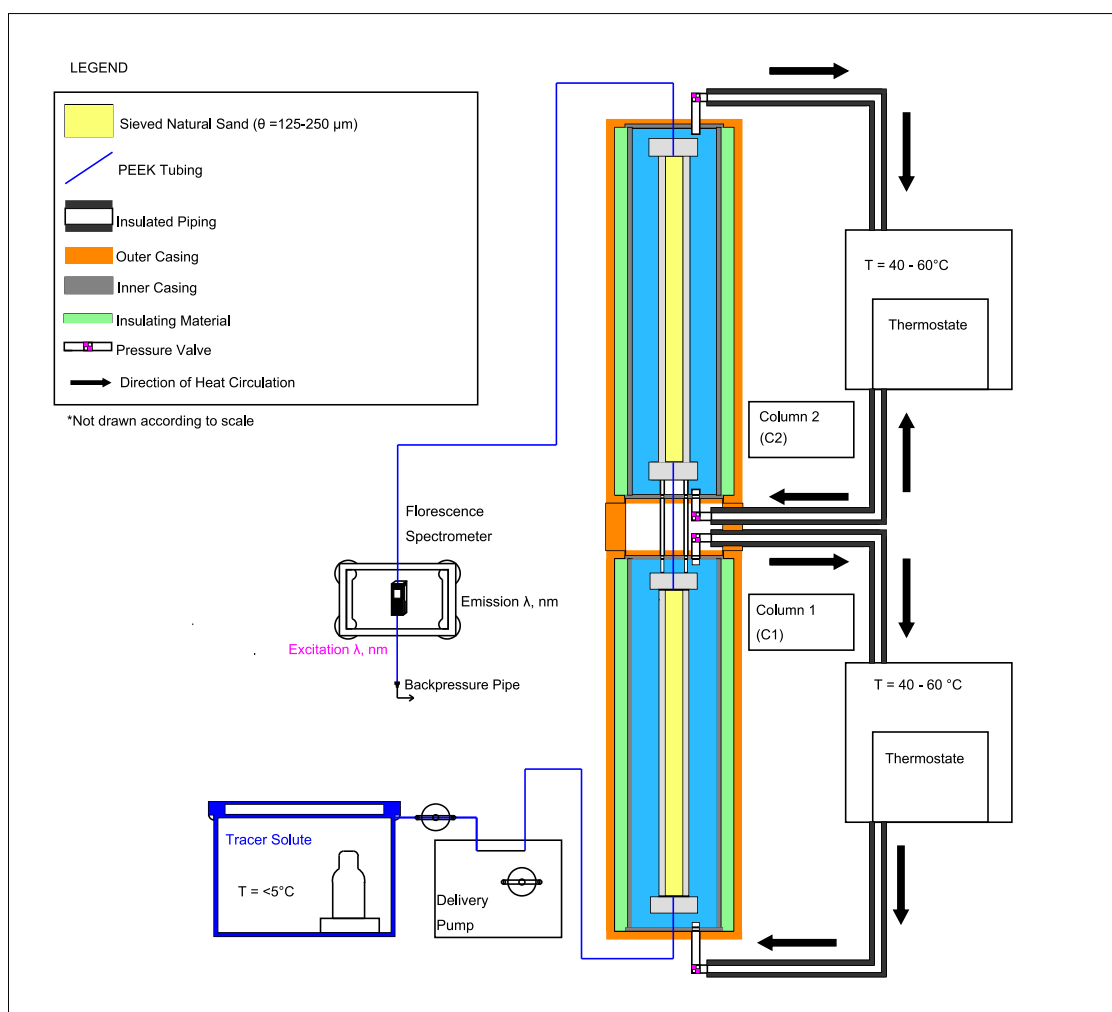 LEGEND
Sieved Natural Sand (θ =125-250 µm)
PEEK Tubing
Insulated Piping
Outer Casing
Inner Casing
Insulating Material
Pressure Valve
Direction of Heat Circulation
*Not drawn according to scale
T = 40 - 60°C
Thermostate
Column 2
(C2)
Florescence
Spectrometer
Emission λ, nm
Excitation λ, nm
Backpressure Pipe
Column 1
(C1)
T = 40 - 60 °C
Thermostate
Tracer Solute
T = <5°C
Delivery
Pump